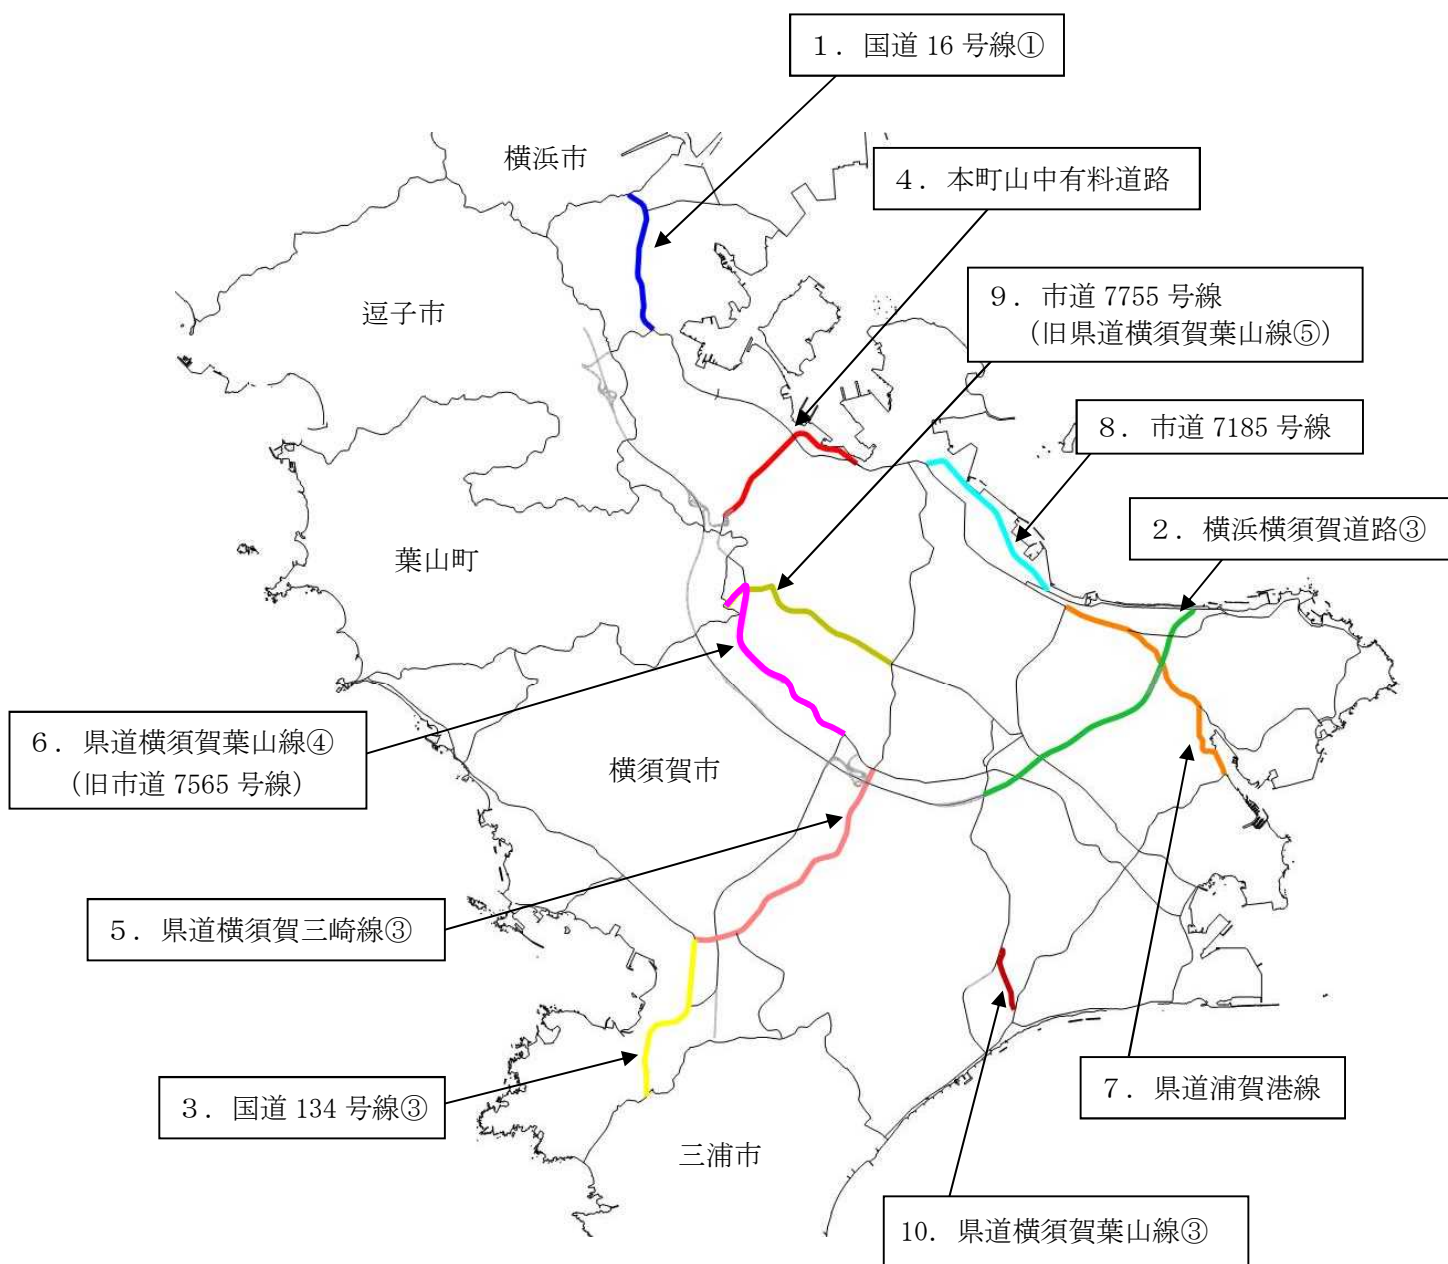 １．国道 16 号線①
横浜市
４．本町山中有料道路
９．市道 7755 号線
（旧県道横須賀葉山線⑤）
逗子市
８．市道 7185 号線
２．横浜横須賀道路③
葉山町
６．県道横須賀葉山線④
（旧市道 7565 号線）
横須賀市
５．県道横須賀三崎線③
３．国道 134 号線③
７．県道浦賀港線
三浦市
10．県道横須賀葉山線③